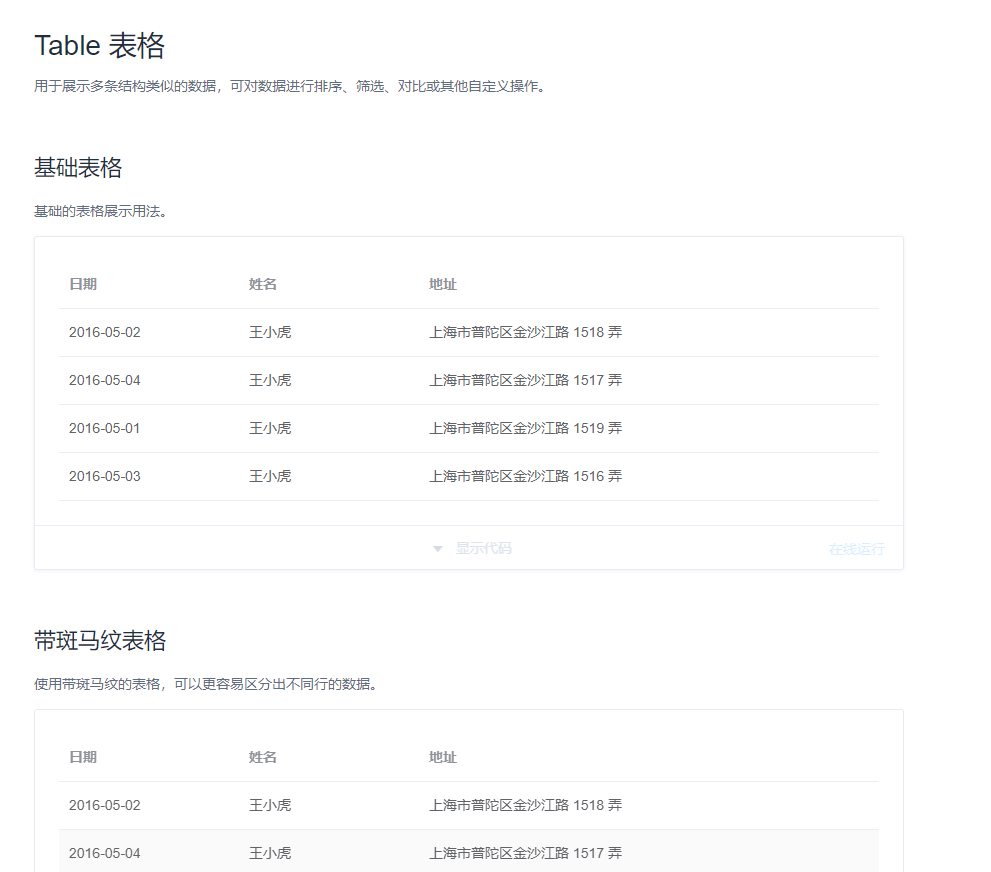 Table 表格
用于展示多条结构类似的数据，可对数据进行排序、筛选、对比或其他自定义操作。
基础表格
基础的表格展示用法。
日期 姓名 地址
2016-05-02 王小虎 上海市普陀区金沙江路 1518 弄
2016-05-04 王小虎 上海市普陀区金沙江路 1517 弄
2016-05-01 王小虎 上海市普陀区金沙江路 1519 弄
2016-05-03 王小虎 上海市普陀区金沙江路 1516 弄
显示代码 在线运行
带斑马纹表格
使用带斑马纹的表格，可以更容易区分出不同行的数据。
日期 姓名 地址
2016-05-02 王小虎 上海市普陀区金沙江路 1518 弄
2016-05-04 王小虎 上海市普陀区金沙江路 1517 弄